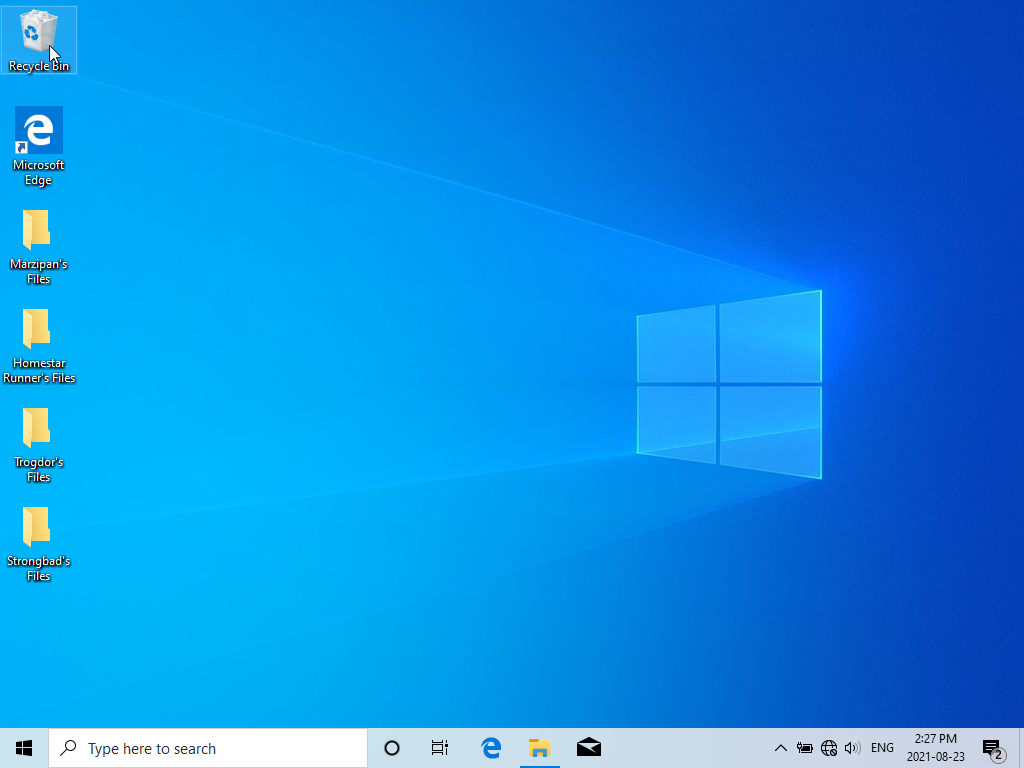 Recycle Bin
Microsoft
Edge
Marzipan's
Files
Homestar
Runner's Files
Trogdor's
Files
Strongbad's
Files
Type here to search
ENG
2:27 PM
2021-08-23
2